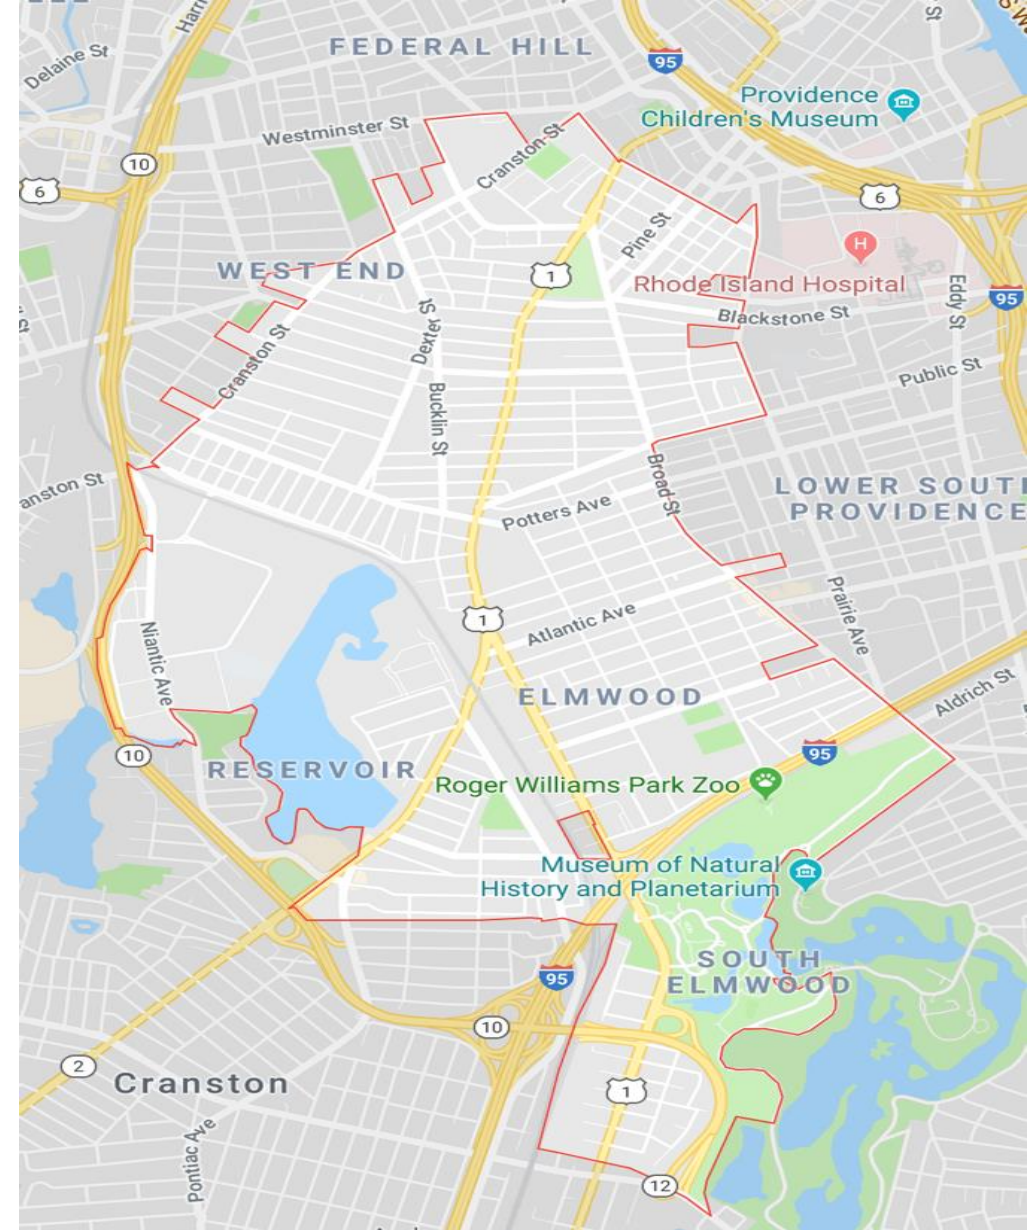 Harr
St
Delaine St
FEDERAL HILL
95
Providence
Children's Museum
Westminster St
Cranston St
10
6
6
Pine St
H
WEST END
1
Rhode Island Hospital
Eddy St
95
Blackstone St
Dexter St
Cranston St
Public St
Bucklin St
anston St
Broad St
LOWER SOUTH
PROVIDENCE
Potters Ave
Prairie Ave
1
Atlantic Ave
Niantic Ave
ELMWOOD
Aldrich St
10
95
RESERVOIR
Roger Williams Park Zoo
Museum of Natural
History and Planetarium
SOUTH
ELMWOOD
95
10
2
Cranston
1
Pontiac Ave
12